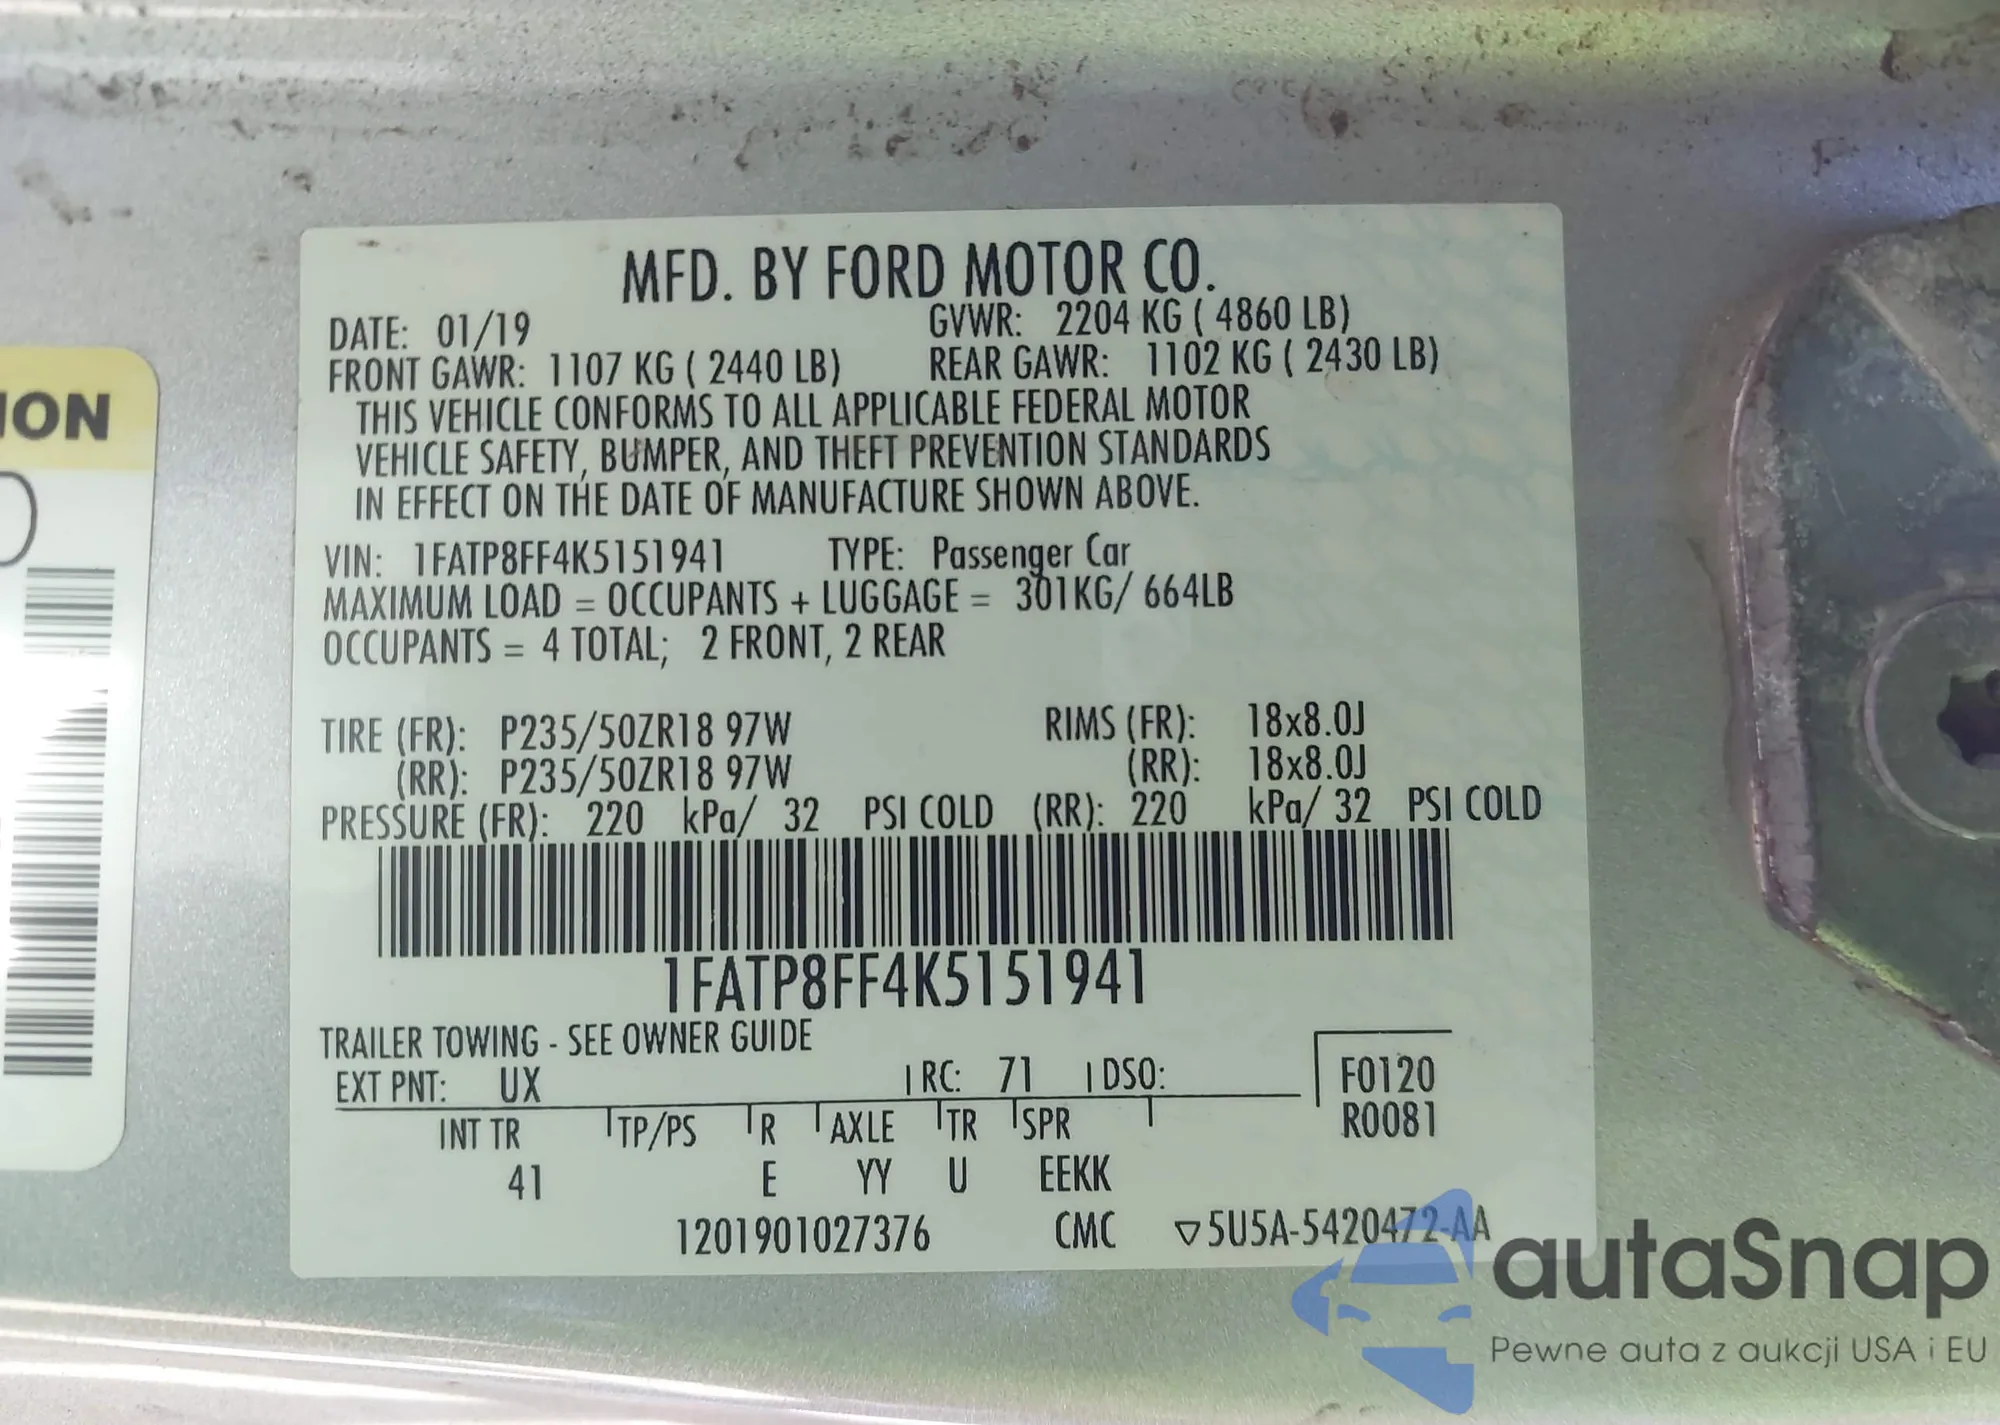 MFD. BY FORD MOTOR CO.
DATE: 01/19 GVWR: 2204 KG ( 4860 LB)
FRONT GAWR: 1107 KG ( 2440 LB) REAR GAWR: 1102 KG ( 2430 LB)
THIS VEHICLE CONFORMS TO ALL APPLICABLE FEDERAL MOTOR
VEHICLE SAFETY, BUMPER, AND THEFT PREVENTION STANDARDS
IN EFFECT ON THE DATE OF MANUFACTURE SHOWN ABOVE.
VIN: 1FATP8FF4K5151941 TYPE: Passenger Car
MAXIMUM LOAD = OCCUPANTS + LUGGAGE = 301KG/ 664LB
OCCUPANTS = 4 TOTAL; 2 FRONT, 2 REAR
TIRE (FR): P235/50ZR18 97W RIMS (FR): 18x8.0J
(RR): P235/50ZR18 97W (RR): 18x8.0J
PRESSURE (FR): 220 kPa/ 32 PSI COLD (RR): 220 kPa/ 32 PSI COLD
1FATP8FF4K5151941
TRAILER TOWING - SEE OWNER GUIDE
EXT PNT: UX RC: 71 DSO: F0120
INT TR TP/PS R AXLE TR SPR R0081
41 E YY U EEKK
1201901027376 CMC ▽5U5A-5420472-AA
ION
autaSnap
Pewne auta z aukcji USA i EU